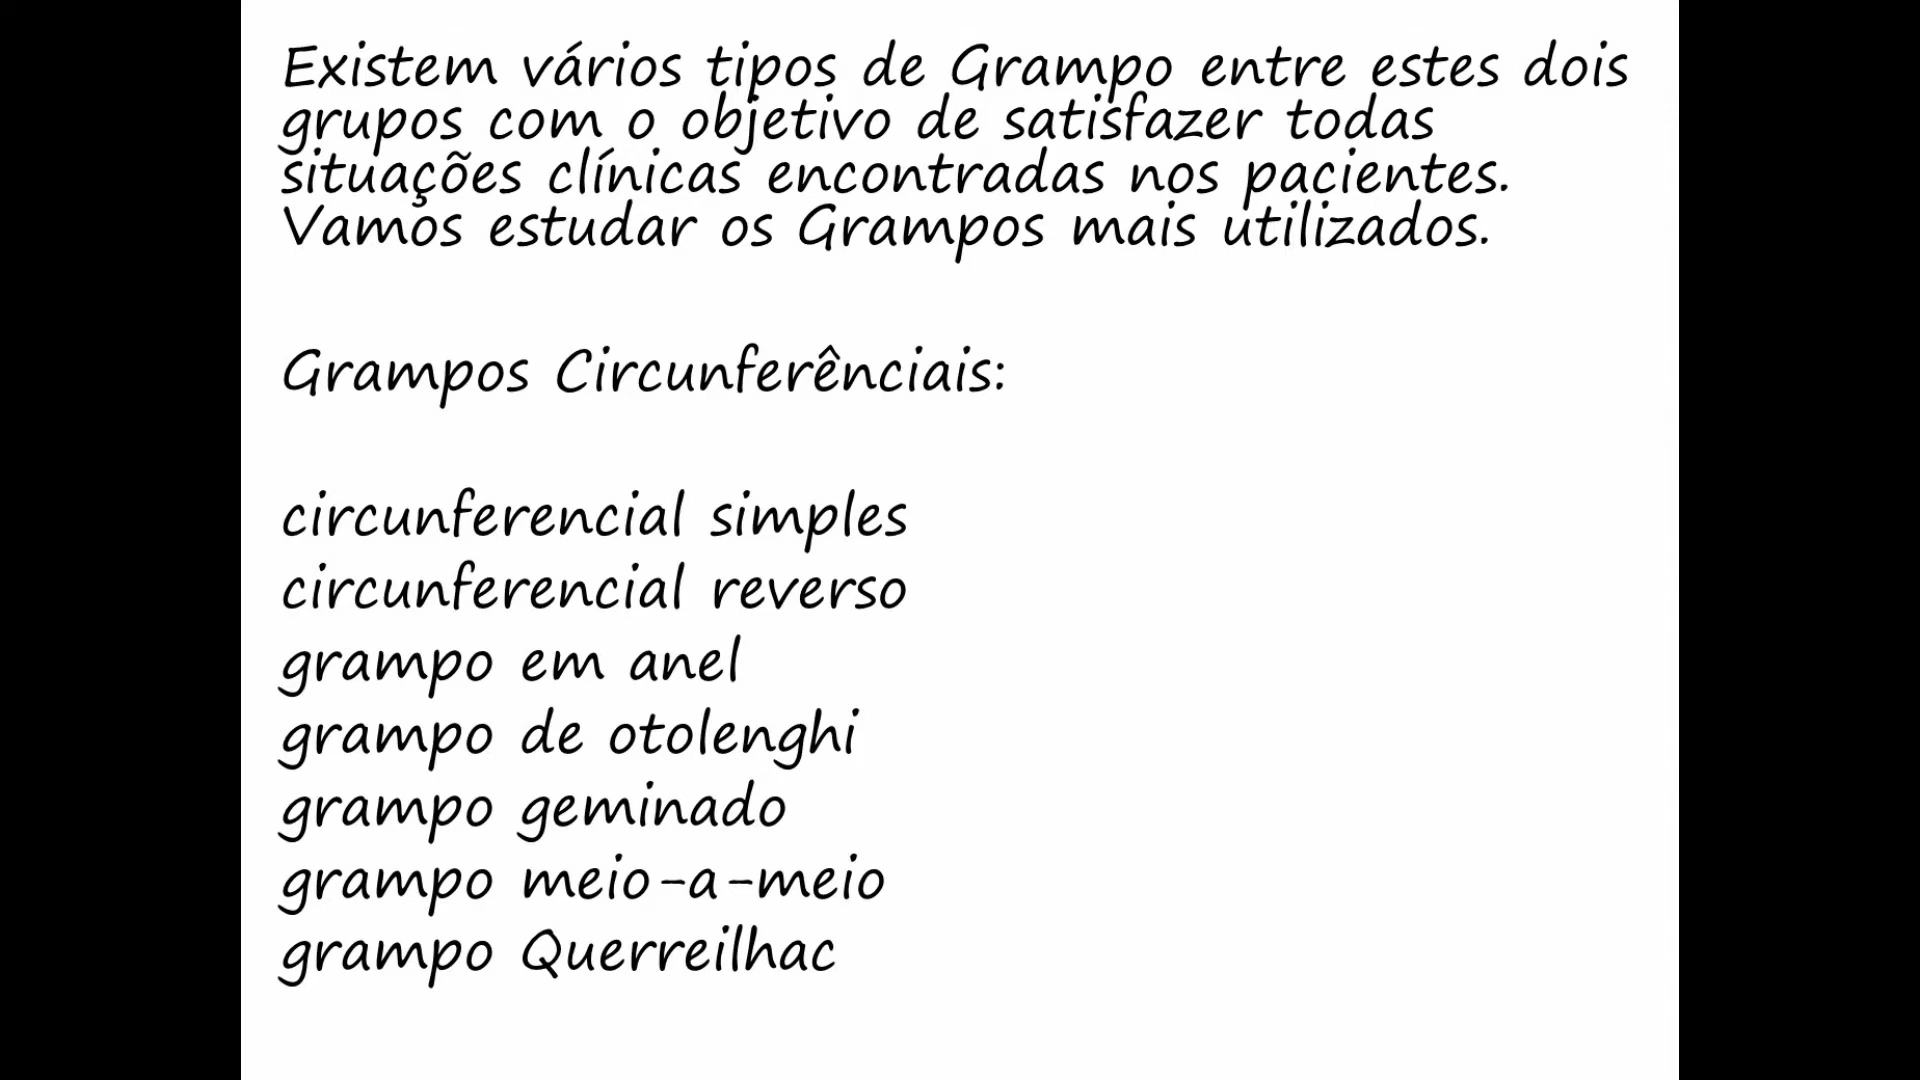 Existem vários tipos de Grampo entre estes dois
grupos com o objetivo de satisfazer todas
situações clínicas encontradas nos pacientes.
Vamos estudar os Grampos mais utilizados.
Grampos Circunferênciais:
circunferencial simples
circunferencial reverso
grampo em anel
grampo de otolenghi
grampo geminado
grampo meio-a-meio
grampo Querreilhac